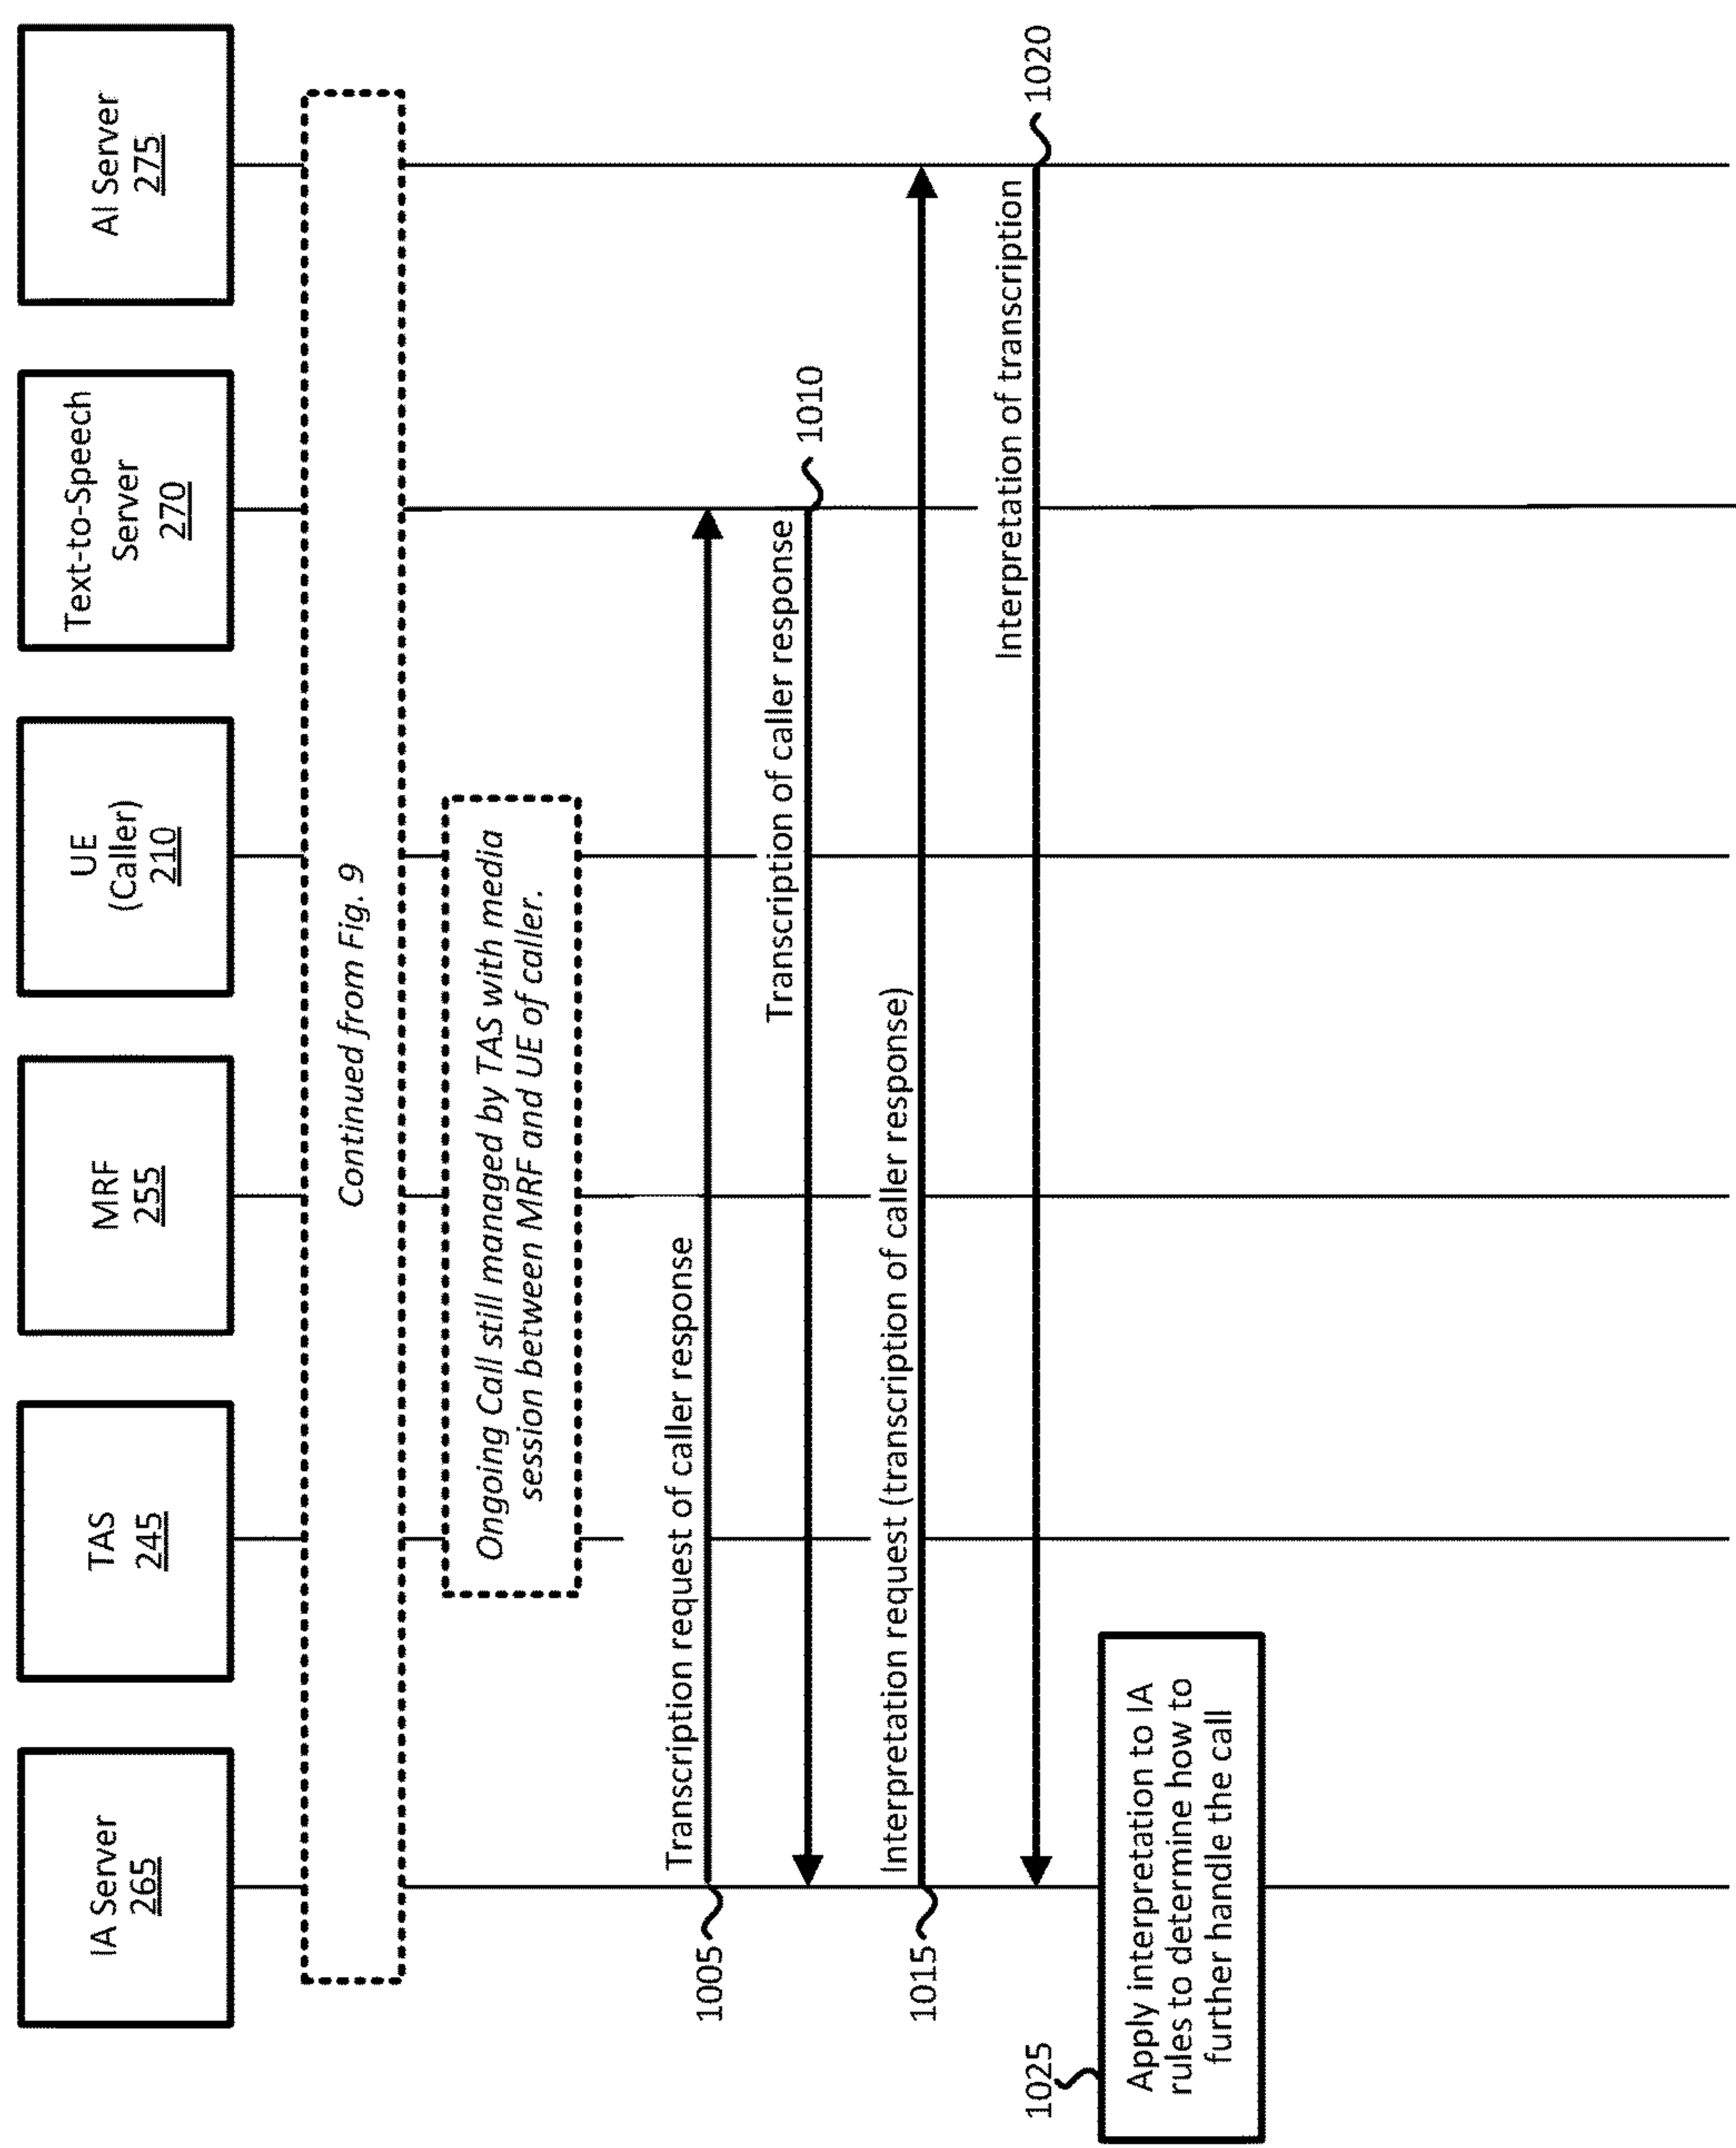 IA Server
265
TAS
245
MRF
255
UE
(Caller)
210
Text-to-Speech
Server
270
AI Server
275
Continued from Fig. 9
Ongoing Call still managed by TAS with media
session between MRF and UE of caller.
Transcription request of caller response
1005
Transcription of caller response
1010
Interpretation request (transcription of caller response)
1015
Interpretation of transcription
1020
1025
Apply interpretation to IA
rules to determine how to
further handle the call